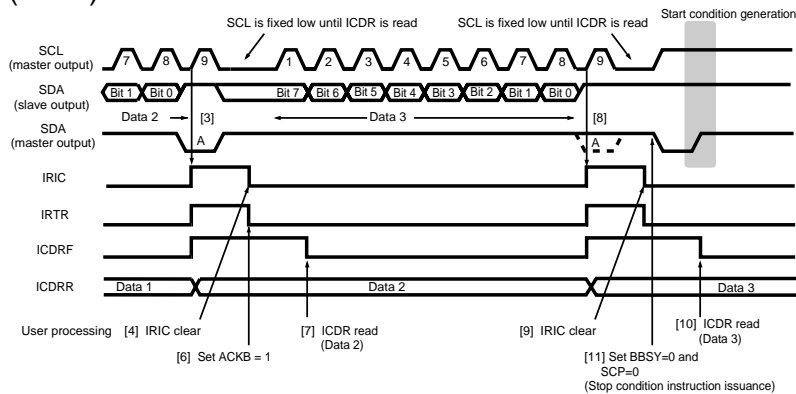 SCL is fixed low until ICDR is read
SCL is fixed low until ICDR is read
Start condition generation
SCL
(master output)
7 8 9 1 2 3 4 5 6 7 8 9
SDA
(slave output)
Bit 1 Bit 0 Bit 7 Bit 6 Bit 5 Bit 4 Bit 3 Bit 2 Bit 1 Bit 0
Data 2 [3] Data 3 [8]
SDA
(master output)
A A
IRIC
IRTR
ICDRF
ICDRR
Data 1 Data 2 Data 3
User processing [4] IRIC clear
[7] ICDR read
(Data 2)
[9] IRIC clear
[10] ICDR read
(Data 3)
[6] Set ACKB = 1
[11] Set BBSY=0 and
SCP=0
(Stop condition instruction issuance)